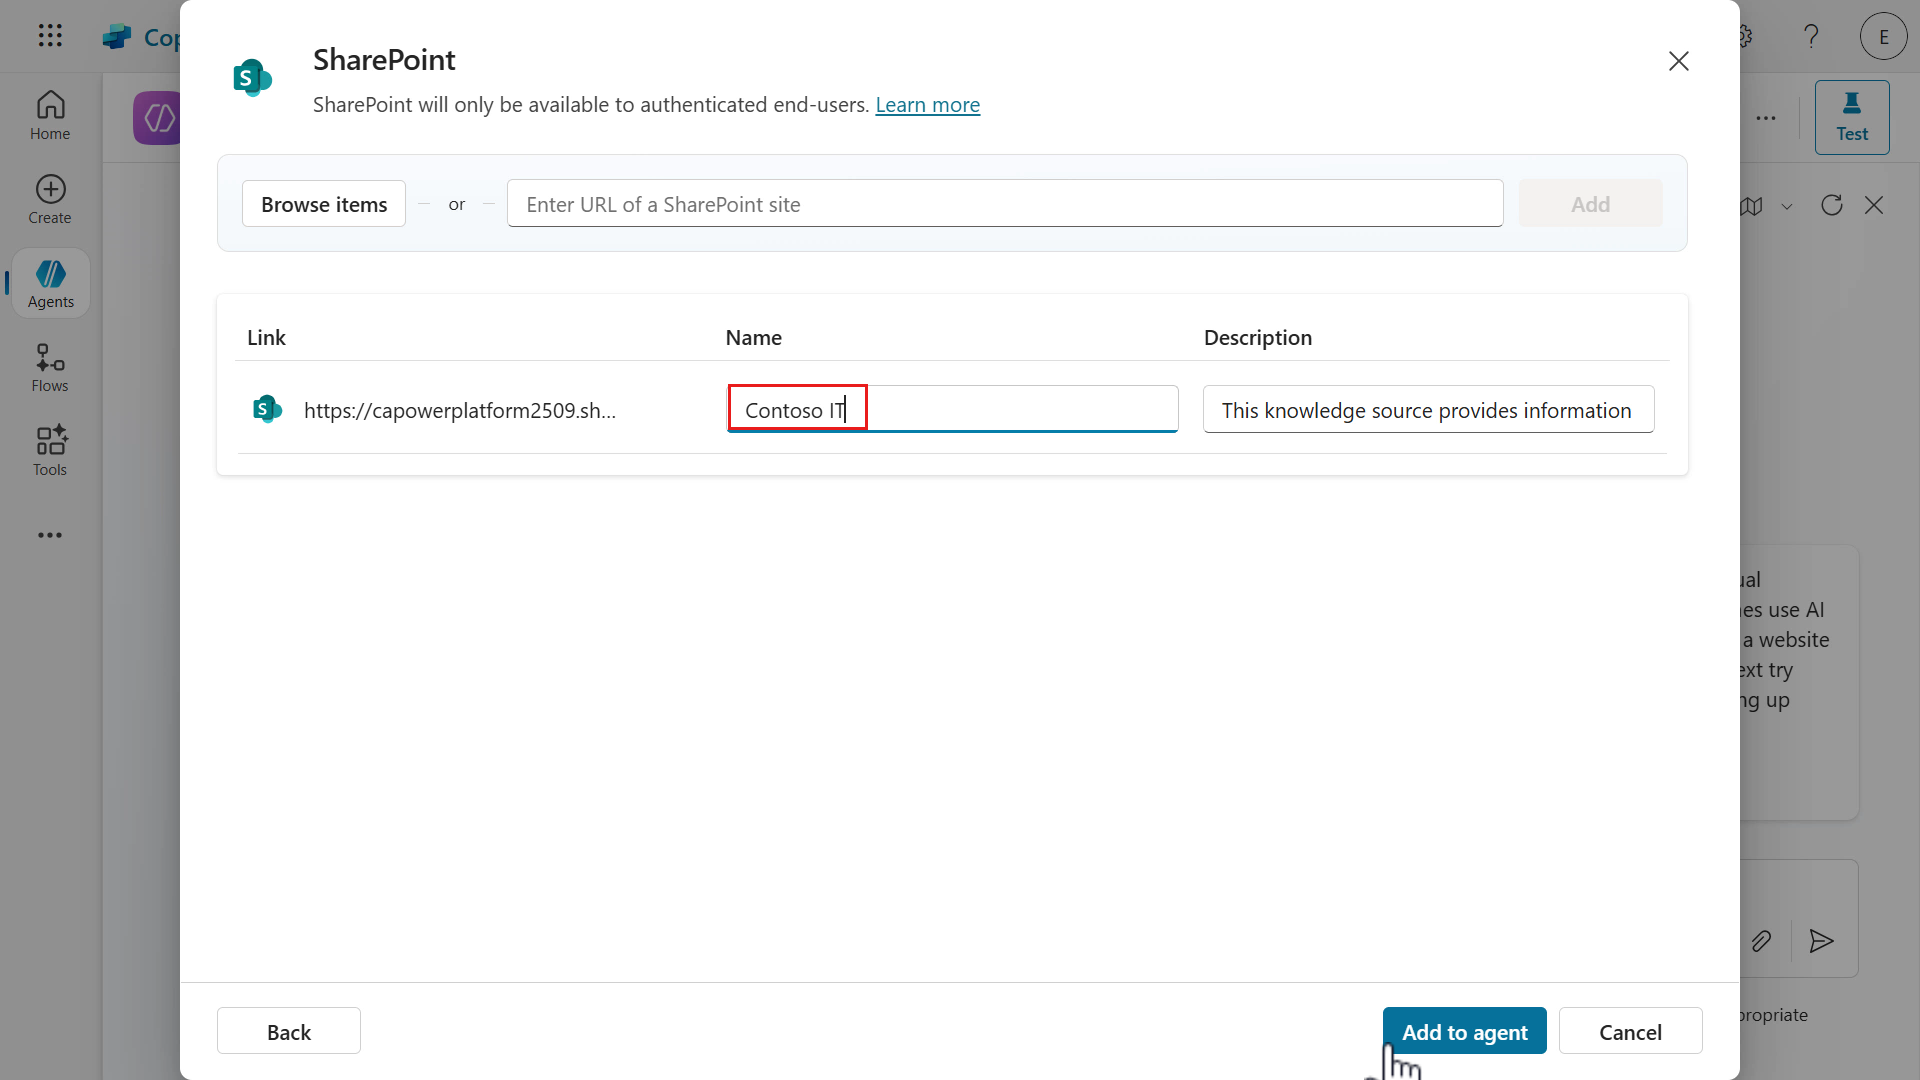 Cop
E
Home
Create
Agents
Flows
Tools
Test
SharePoint
SharePoint will only be available to authenticated end-users. Learn more
Browse items
or
Enter URL of a SharePoint site
Add
Link Name Description
https://capowerplatform2509.sh... Contoso IT This knowledge source provides information
ual
nes use AI
a website
ext try
ng up
propriate
Back
Add to agent
Cancel